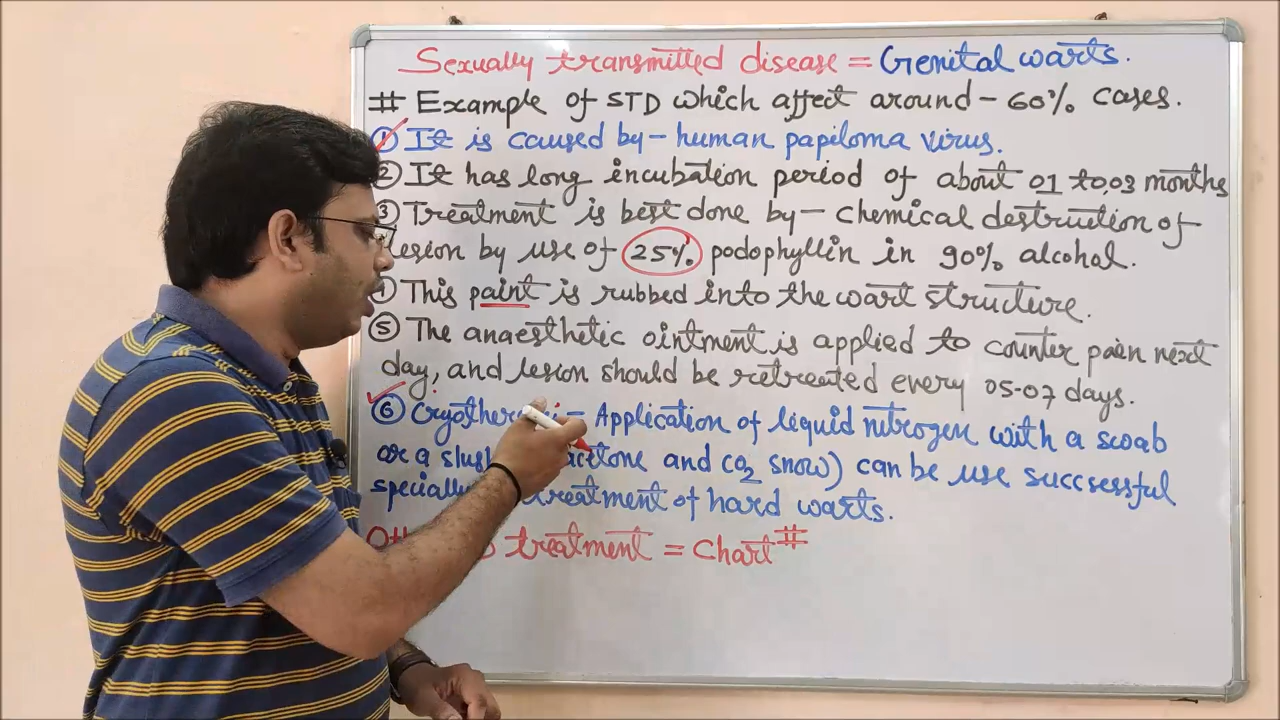 Sexually transmitted disease = Genital warts.
# Example of STD which affect around - 60% cases.
① It is caused by - human papiloma virus.
② It has long incubation period of about 01 to 03 months
③ Treatment is best done by - chemical destruction of
lesion by use of 25% podophyllin in 90% alcohol.
This paint is rubbed into the wart structure.
⑤ The anaesthetic ointment is applied to counter pain next
day, and lesion should be retreated every 05-07 days.
⑥ - Application of liquid nitrogen with a swab
or a acetone and CO2 snow) can be use successful
treatment of hard warts.
treatment = Chart #